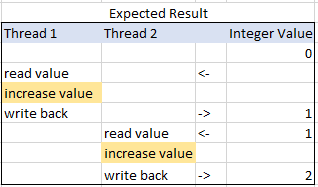 Expected Result
Thread 1 Thread 2 Integer Value
0
read value <-
increase value
write back -> 1
read value <- 1
increase value
write back -> 2